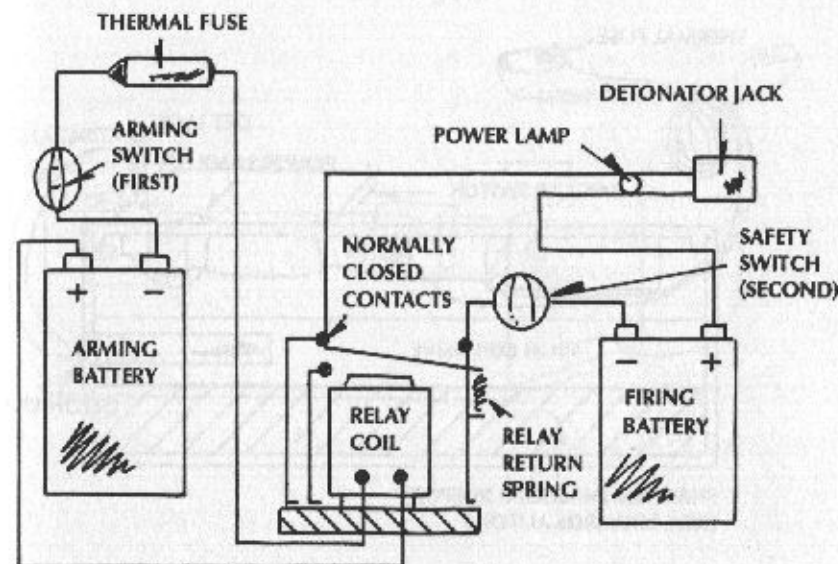 THERMAL FUSE
DETONATOR JACK
ARMING
SWITCH
(FIRST)
POWER LAMP
NORMALLY
CLOSED
CONTACTS
SAFETY
SWITCH
(SECOND)
+ −
ARMING
BATTERY
− +
FIRING
BATTERY
RELAY
COIL
RELAY
RETURN
SPRING